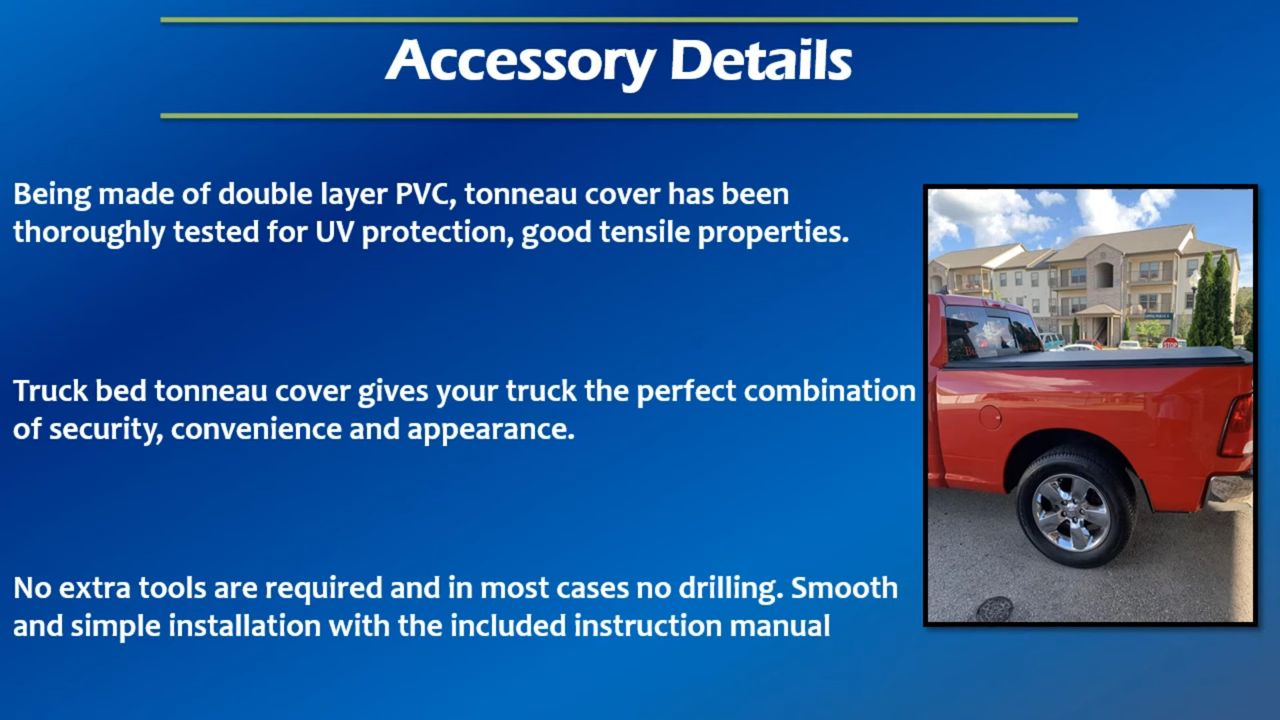 Accessory Details
Being made of double layer PVC, tonneau cover has been
thoroughly tested for UV protection, good tensile properties.
Truck bed tonneau cover gives your truck the perfect combination
of security, convenience and appearance.
No extra tools are required and in most cases no drilling. Smooth
and simple installation with the included instruction manual
STOP